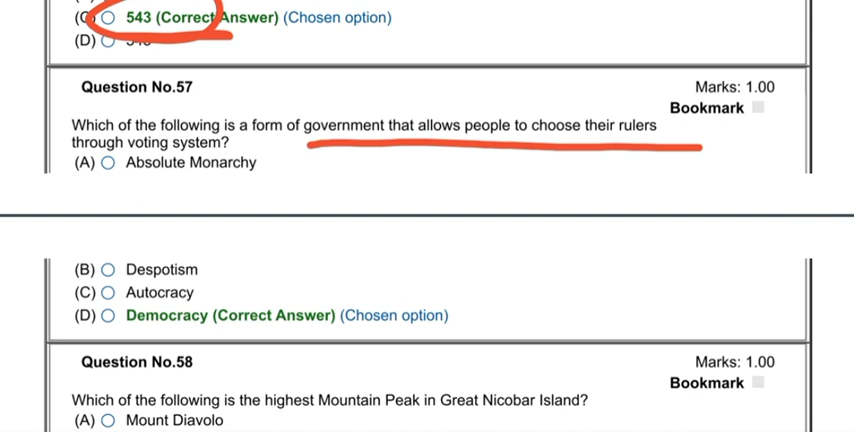 (C) 543 (Correct Answer) (Chosen option)
(D)
Question No.57
Marks: 1.00
Bookmark
Which of the following is a form of government that allows people to choose their rulers
through voting system?
(A) Absolute Monarchy
(B) Despotism
(C) Autocracy
(D) Democracy (Correct Answer) (Chosen option)
Question No.58
Marks: 1.00
Bookmark
Which of the following is the highest Mountain Peak in Great Nicobar Island?
(A) Mount Diavolo